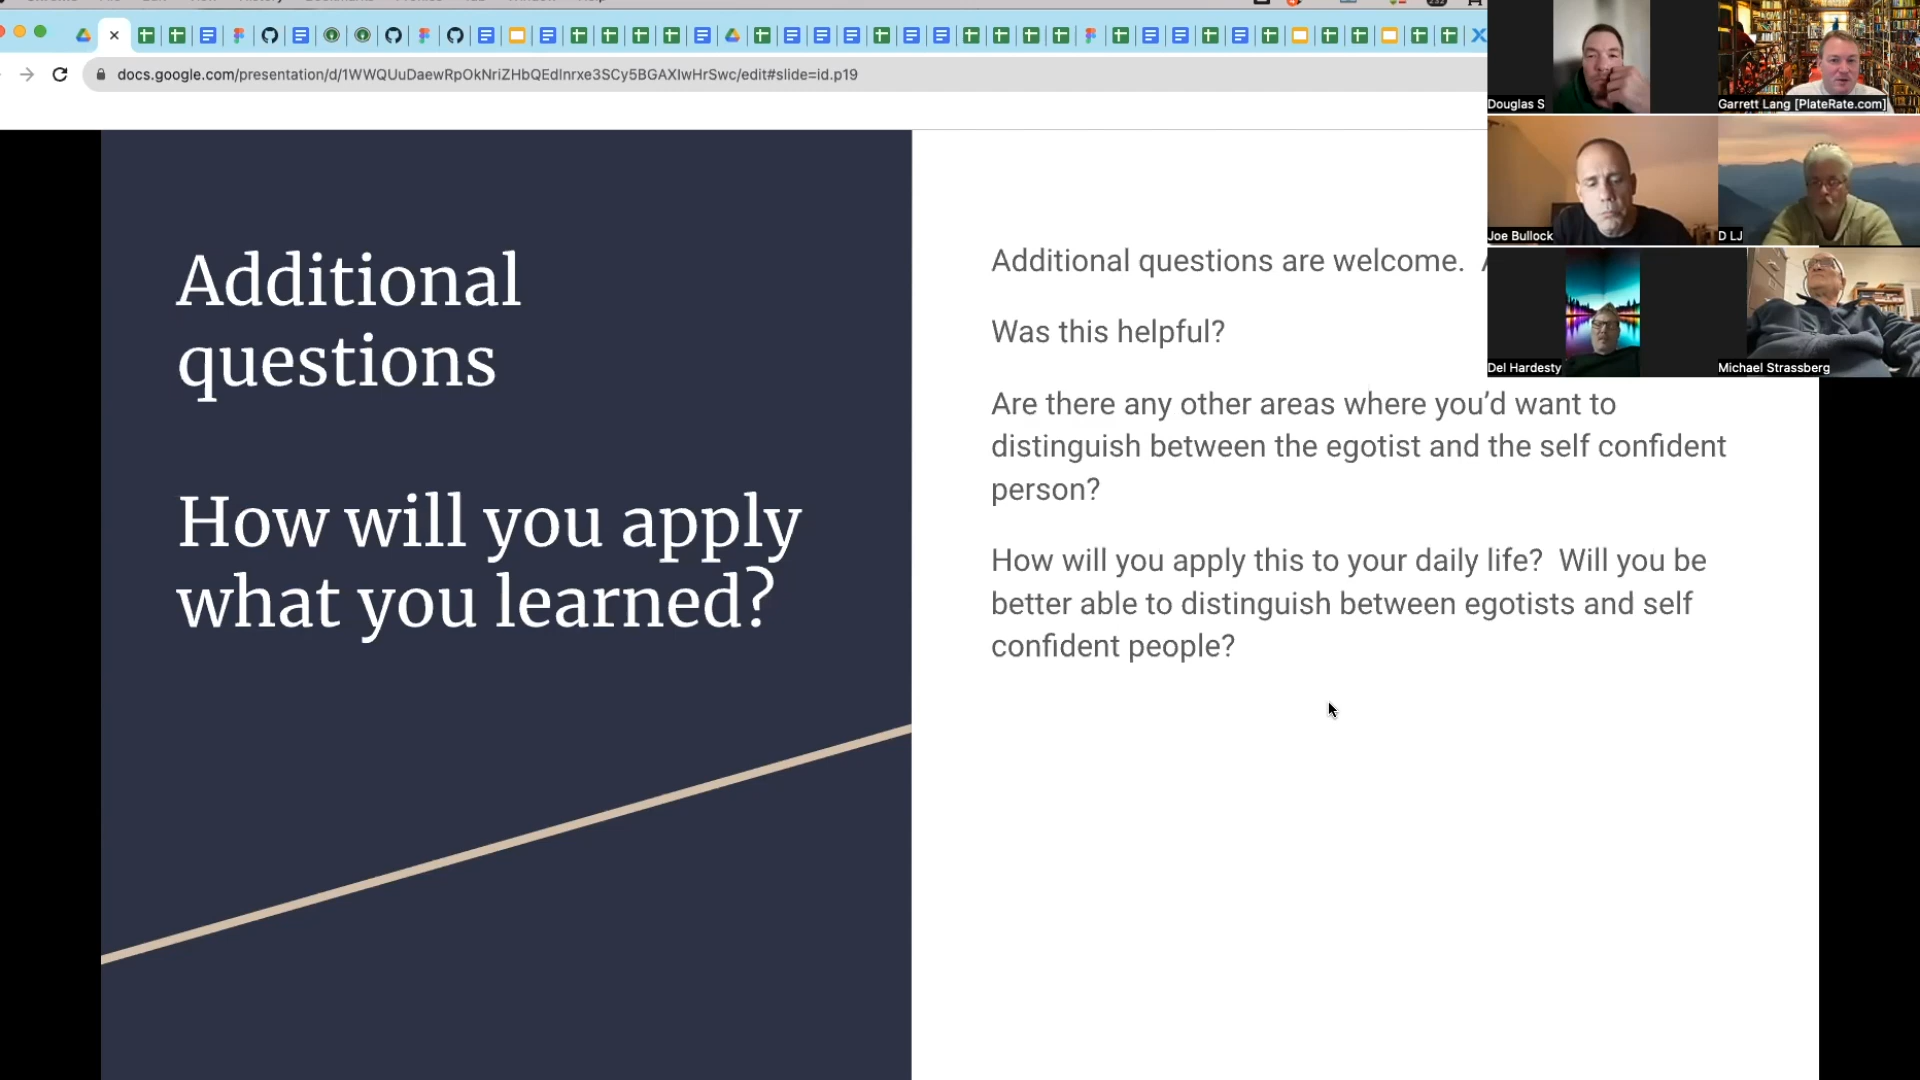 docs.google.com/presentation/d/1WWQUuDaewRpOkNriZHbQEdlnrxe3SCy5BGAXIwHrSwc/edit#slide=id.p19
Douglas S
Garrett Lang [PlateRate.com]
Joe Bullock
D LJ
Del Hardesty
Michael Strassberg
Additional
questions
How will you apply
what you learned?
Additional questions are welcome.
Was this helpful?
Are there any other areas where you’d want to
distinguish between the egotist and the self confident
person?
How will you apply this to your daily life?  Will you be
better able to distinguish between egotists and self
confident people?